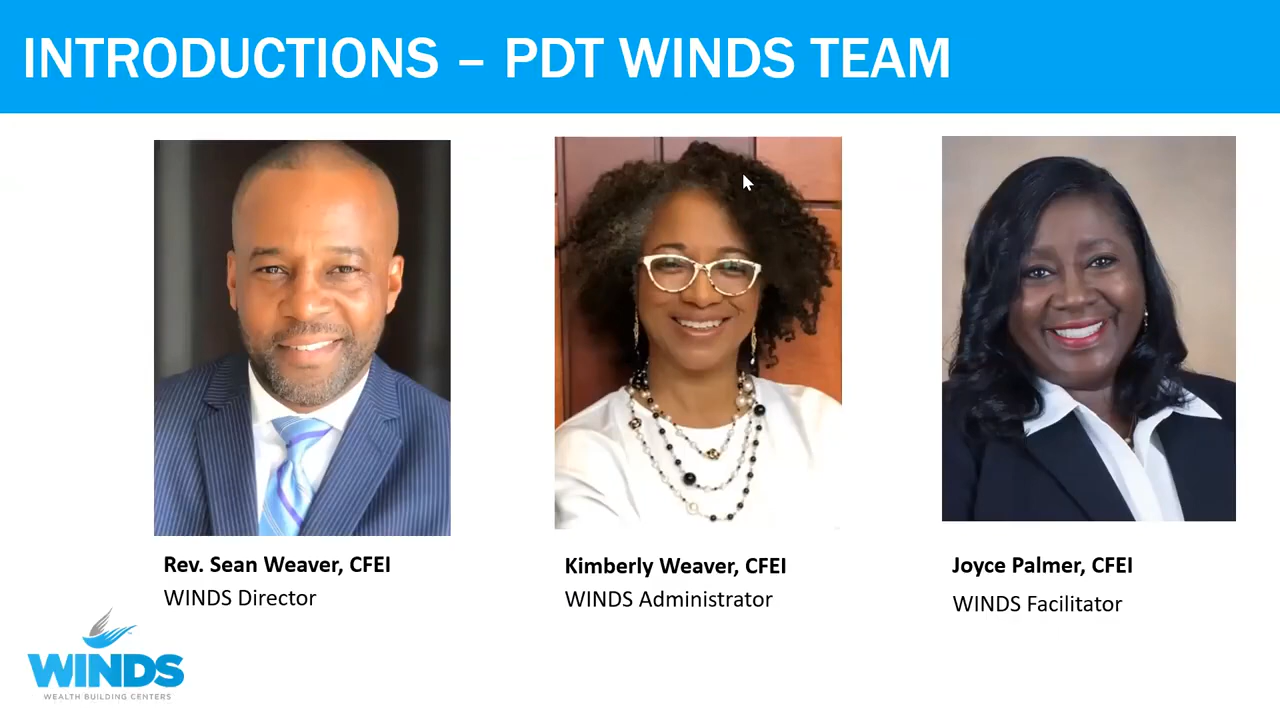 INTRODUCTIONS – PDT WINDS TEAM
Rev. Sean Weaver, CFEI
WINDS Director
Kimberly Weaver, CFEI
WINDS Administrator
Joyce Palmer, CFEI
WINDS Facilitator
WINDS
WEALTH BUILDING CENTERS